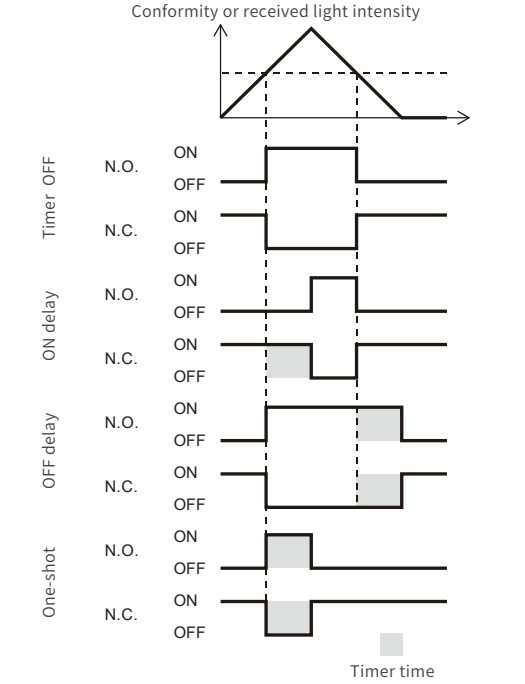 Conformity or received light intensity
Timer OFF
N.O.
ON
OFF
N.C.
ON
OFF
ON delay
N.O.
ON
OFF
N.C.
ON
OFF
OFF delay
N.O.
ON
OFF
N.C.
ON
OFF
One-shot
N.O.
ON
OFF
N.C.
ON
OFF
Timer time